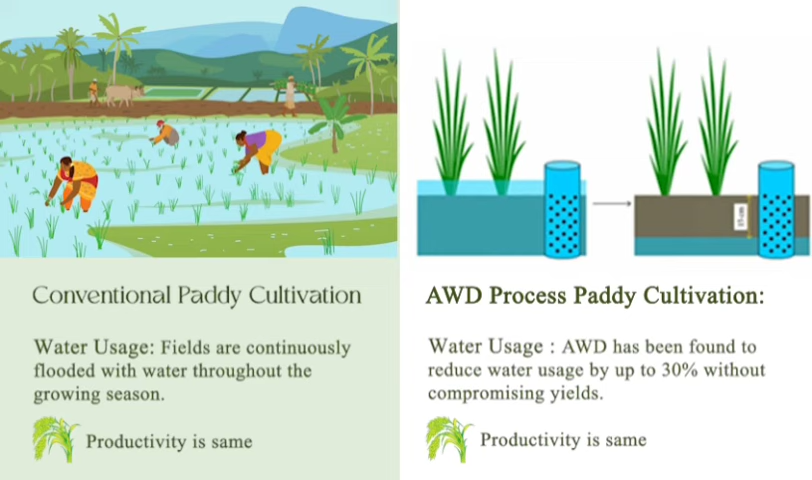 Conventional Paddy Cultivation
Water Usage: Fields are continuously
flooded with water throughout the
growing season.
Productivity is same
15 cm
AWD Process Paddy Cultivation:
Water Usage : AWD has been found to
reduce water usage by up to 30% without
compromising yields.
Productivity is same